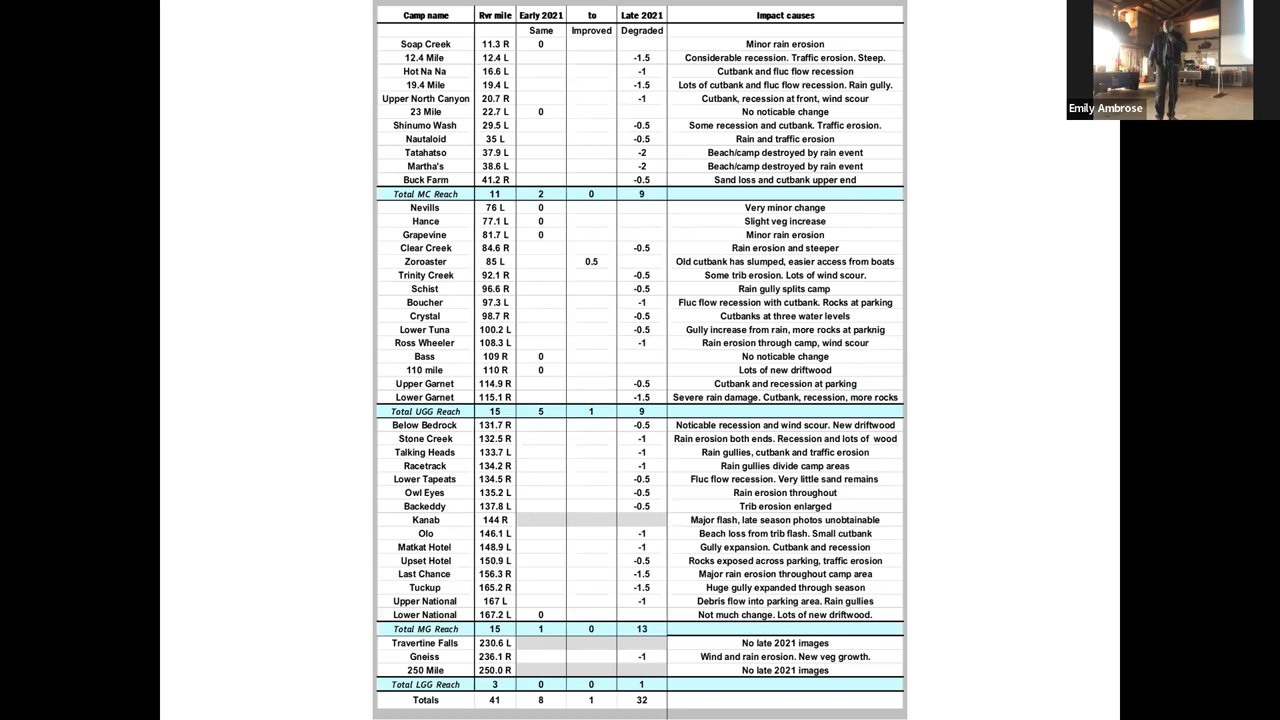 Camp name Rvr mile Early 2021 to Late 2021 Impact causes
Same Improved Degraded
Soap Creek 11.3 R 0 Minor rain erosion
12.4 Mile 12.4 L -1.5 Considerable recession. Traffic erosion. Steep.
Hot Na Na 16.6 L -1 Cutbank and fluc flow recession
19.4 Mile 19.4 L -1.5 Lots of cutbank and fluc flow recession. Rain gully.
Upper North Canyon 20.7 R -1 Cutbank, recession at front, wind scour
23 Mile 22.7 L 0 No noticable change
Shinumo Wash 29.5 L -0.5 Some recession and cutbank. Traffic erosion.
Nautaloid 35 L -0.5 Rain and traffic erosion
Tatahatso 37.9 L -2 Beach/camp destroyed by rain event
Martha's 38.6 L -2 Beach/camp destroyed by rain event
Buck Farm 41.2 R -0.5 Sand loss and cutbank upper end
Total MC Reach 11 2 0 9
Nevills 76 L 0 Very minor change
Hance 77.1 L 0 Slight veg increase
Grapevine 81.7 L 0 Minor rain erosion
Clear Creek 84.6 R -0.5 Rain erosion and steeper
Zoroaster 85 L 0.5 Old cutbank has slumped, easier access from boats
Trinity Creek 92.1 R -0.5 Some trib erosion. Lots of wind scour.
Schist 96.6 R -0.5 Rain gully splits camp
Boucher 97.3 L -1 Fluc flow recession with cutbank. Rocks at parking
Crystal 98.7 R -0.5 Cutbanks at three water levels
Lower Tuna 100.2 L -0.5 Gully increase from rain, more rocks at parknig
Ross Wheeler 108.3 L -1 Rain erosion through camp, wind scour
Bass 109 R 0 No noticable change
110 mile 110 R 0 Lots of new driftwood
Upper Garnet 114.9 R -0.5 Cutbank and recession at parking
Lower Garnet 115.1 R -1.5 Severe rain damage. Cutbank, recession, more rocks
Total UGG Reach 15 5 1 9
Below Bedrock 131.7 R -0.5 Noticable recession and wind scour. New driftwood
Stone Creek 132.5 R -1 Rain erosion both ends. Recession and lots of wood
Talking Heads 133.7 L -1 Rain gullies, cutbank and traffic erosion
Racetrack 134.2 R -1 Rain gullies divide camp areas
Lower Tapeats 134.5 R -0.5 Fluc flow recession. Very little sand remains
Owl Eyes 135.2 L -0.5 Rain erosion throughout
Backeddy 137.8 L -0.5 Trib erosion enlarged
Kanab 144 R Major flash, late season photos unobtainable
Olo 146.1 L -1 Beach loss from trib flash. Small cutbank
Matkat Hotel 148.9 L -1 Gully expansion. Cutbank and recession
Upset Hotel 150.9 L -0.5 Rocks exposed across parking, traffic erosion
Last Chance 156.3 R -1.5 Major rain erosion throughout camp area
Tuckup 165.2 R -1.5 Huge gully expanded through season
Upper National 167 L -1 Debris flow into parking area. Rain gullies
Lower National 167.2 L 0 Not much change. Lots of new driftwood.
Total MG Reach 15 1 0 13
Travertine Falls 230.6 L No late 2021 images
Gneiss 236.1 R -1 Wind and rain erosion. New veg growth.
250 Mile 250.0 R No late 2021 images
Total LGG Reach 3 0 0 1
Totals 41 8 1 32
Emily Ambrose